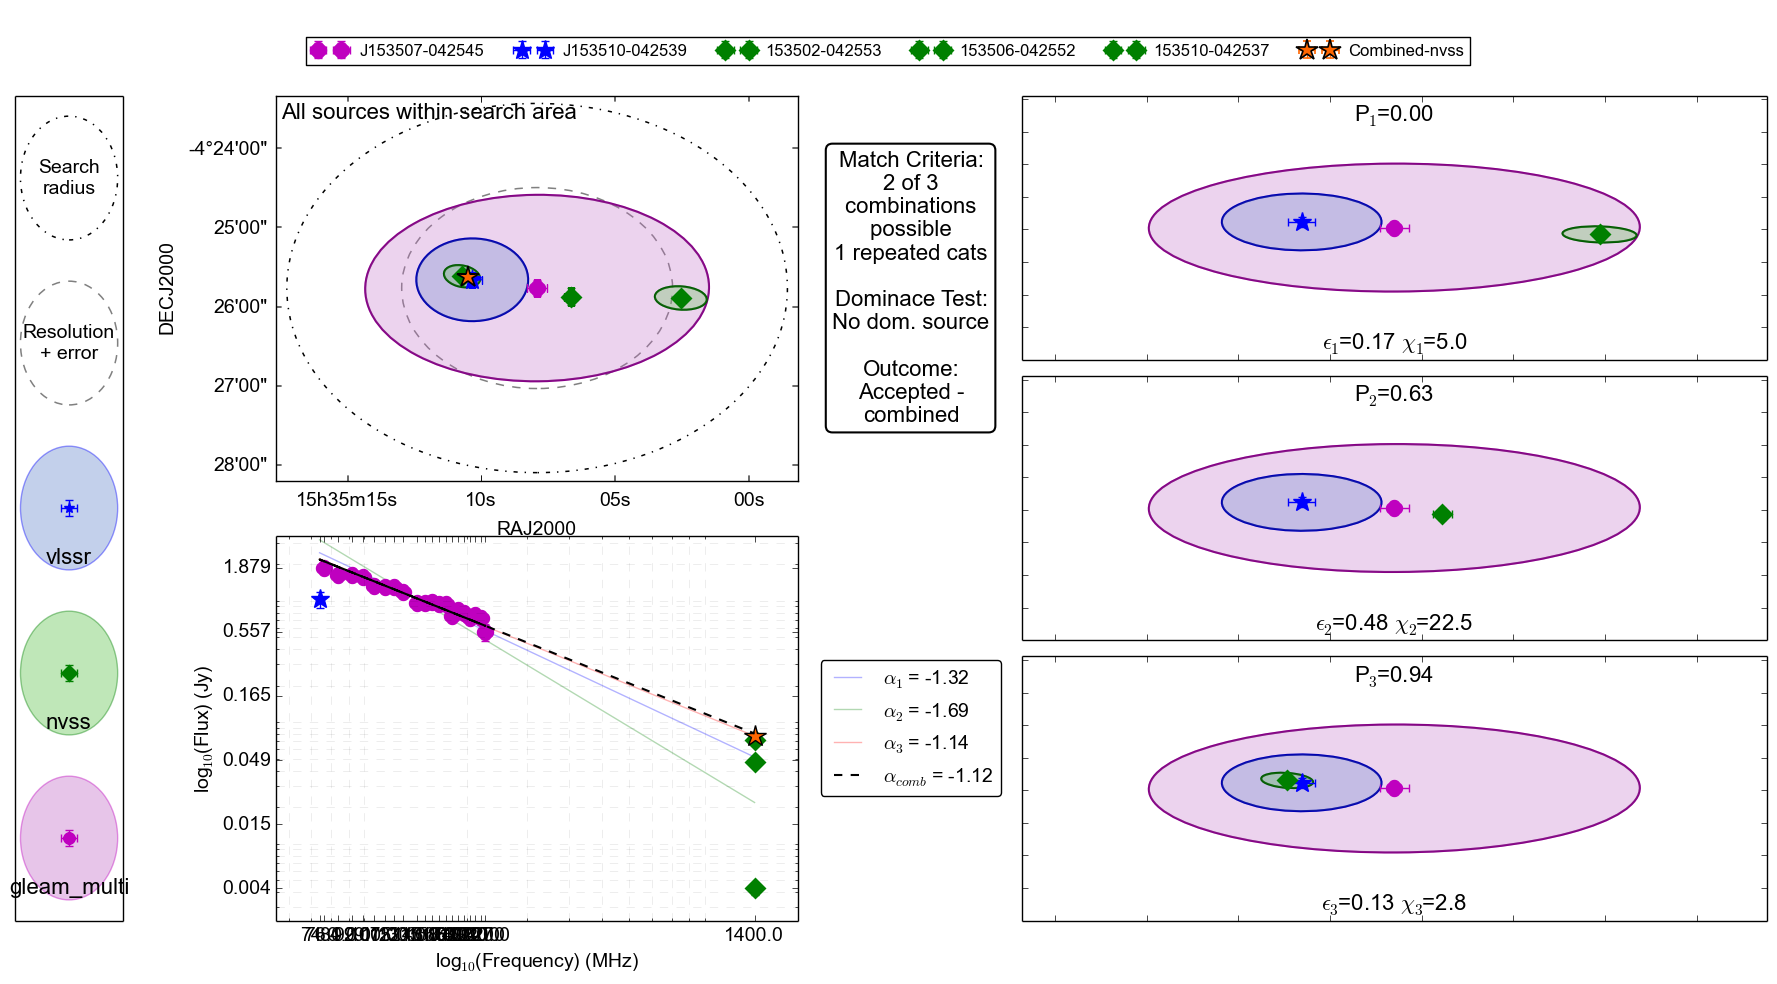 J153507-042545 J153510-042539 153502-042553 153506-042552 153510-042537 Combined-nvss
Search
radius
Resolution
+ error
vlssr
nvss
gleam_multi
All sources within search area
DECJ2000
-4°24'00"
25'00"
26'00"
27'00"
28'00"
15h35m15s 10s 05s 00s
RAJ2000
Match Criteria:
2 of 3
combinations
possible
1 repeated cats
Dominace Test:
No dom. source
Outcome:
Accepted -
combined
log10(Flux) (Jy)
1.879
0.557
0.165
0.049
0.015
0.004
1400.0
log10(Frequency) (MHz)
α1 = -1.32
α2 = -1.69
α3 = -1.14
αcomb = -1.12
P1=0.00
ϵ1=0.17 χ1=5.0
P2=0.63
ϵ2=0.48 χ2=22.5
P3=0.94
ϵ3=0.13 χ3=2.8